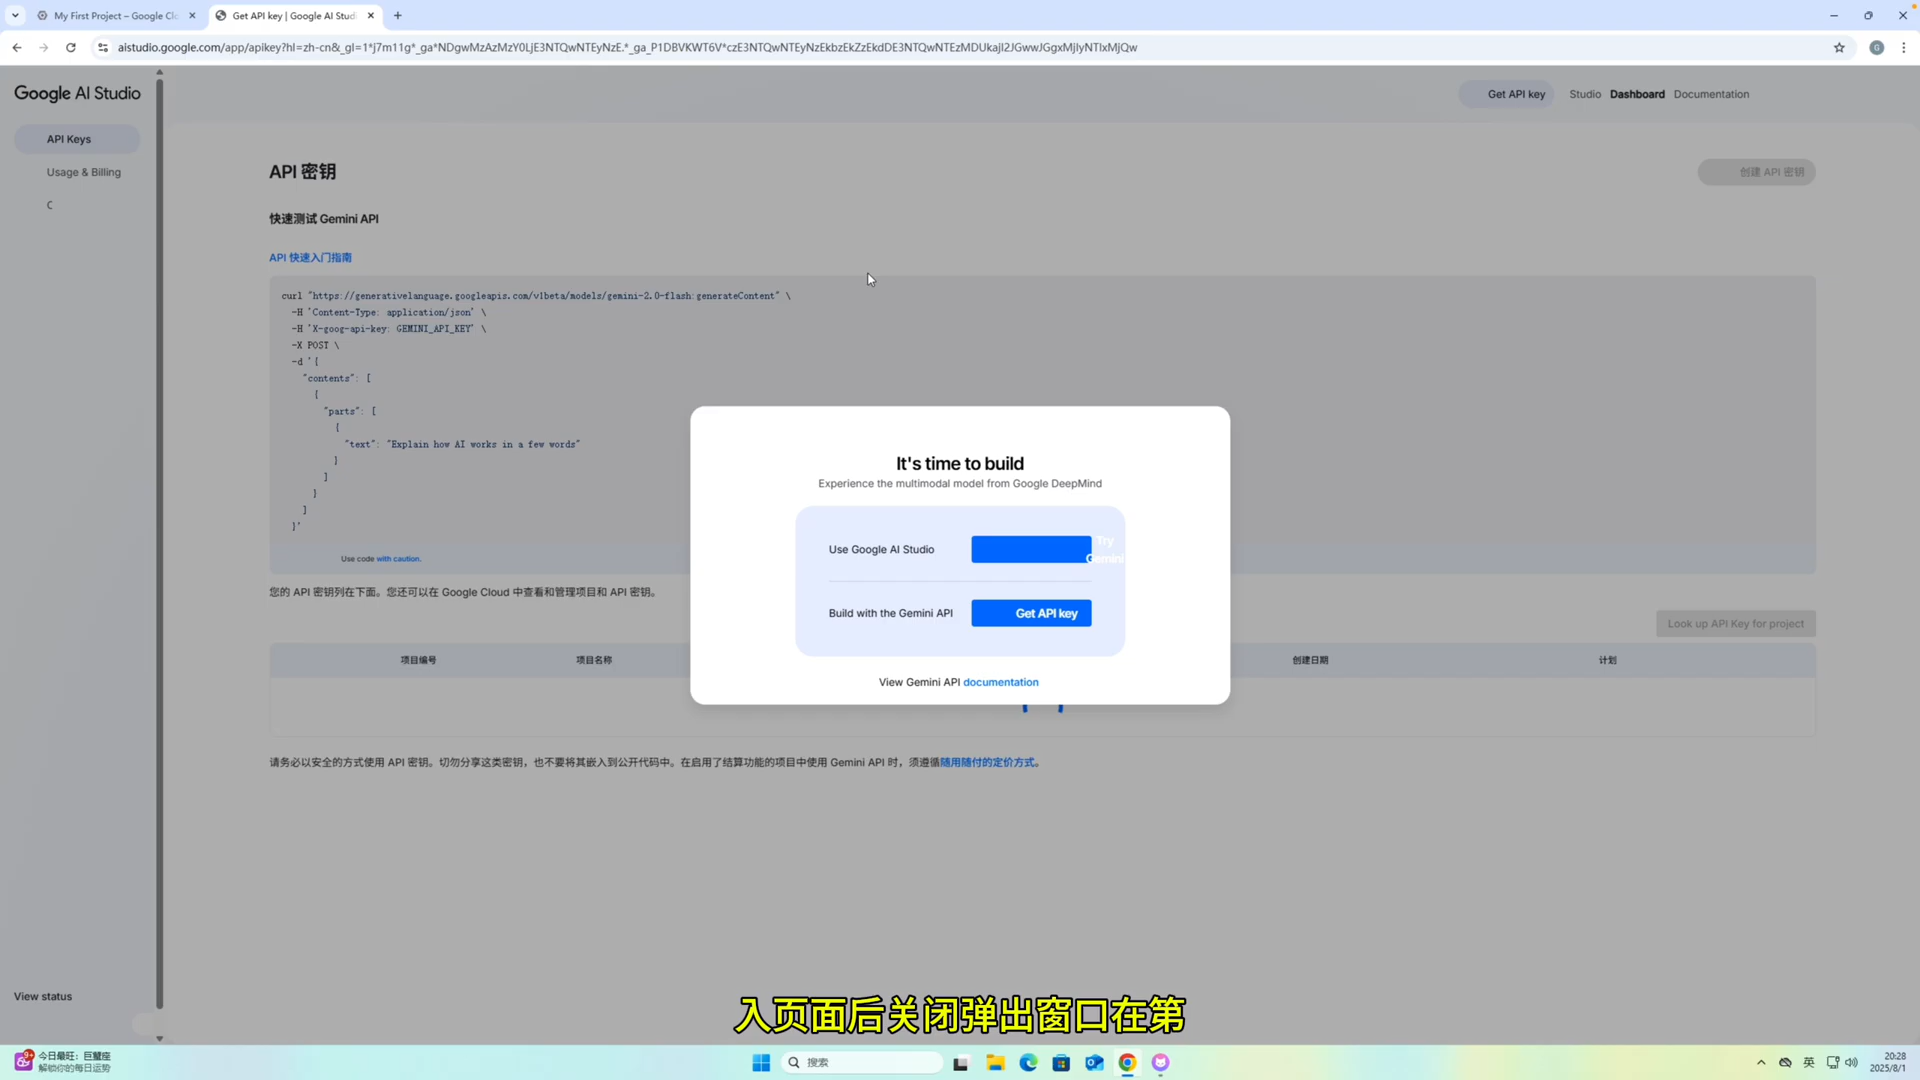 My First Project – Google Clo
Get API key | Google AI Studi
aistudio.google.com/app/apikey?hl=zh-cn&_gl=1*j7m11g*_ga*NDgwMzAzMzY0LjE3NTQwNTEyNzE.*_ga_P1DBVKWT6V*czE3NTQwNTEyNzEkbzEkZzEkdDE3NTQwNTEzMDUkajI2JGwwJGgxMjIyNTIxMjQw
Google AI Studio
Get API key
Studio
Dashboard
Documentation
API Keys
Usage & Billing
C
API 密钥
创建 API 密钥
快速测试 Gemini API
API 快速入门指南
curl "https://generativelanguage.googleapis.com/v1beta/models/gemini-2.0-flash:generateContent" \
-H 'Content-Type: application/json' \
-H 'X-goog-api-key: GEMINI_API_KEY' \
-X POST \
-d '{
"contents": [
{
"parts": [
{
"text": "Explain how AI works in a few words"
}
]
}
]
}'
Use code with caution.
It's time to build
Experience the multimodal model from Google DeepMind
Use Google AI Studio
Try
Gemini
Build with the Gemini API
Get API key
View Gemini API documentation
您的 API 密钥列在下面。您还可以在 Google Cloud 中查看和管理项目和 API 密钥。
Look up API Key for project
项目编号
项目名称
创建日期
计划
请务必以安全的方式使用 API 密钥。切勿分享这类密钥，也不要将其嵌入到公开代码中。在启用了结算功能的项目中使用 Gemini API 时，须遵循随用随付的定价方式。
View status
入页面后关闭弹出窗口在第
9+
今日最旺：巨蟹座
解锁你的每日运势
搜索
英
20:28
2025/8/1
G